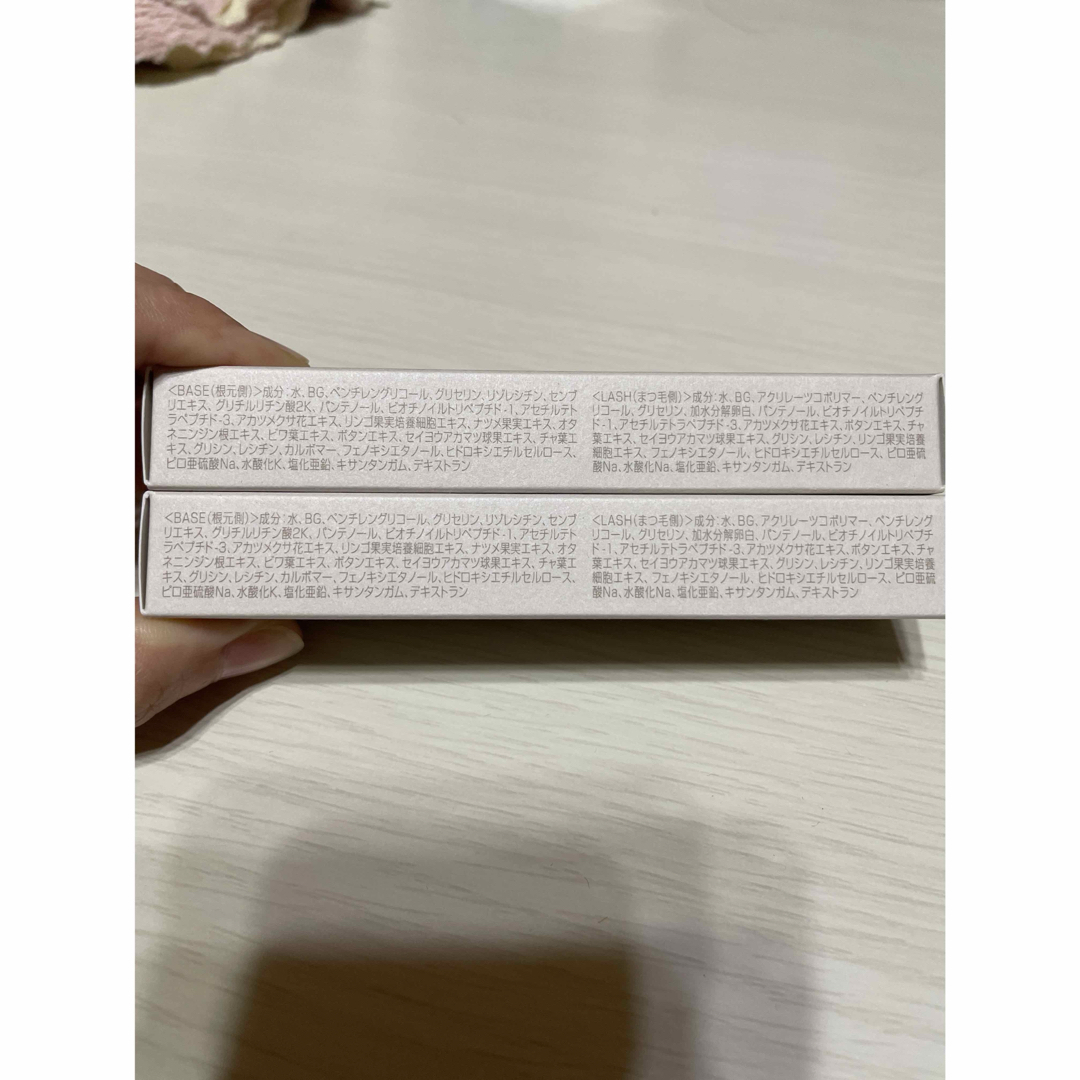 <BASE(根元側)>成分:水、BG、ペンチレングリコール、グリセリン、リゾレシチン、センブ
リエキス、グリチルリチン酸2K、パンテノール、ビオチノイルトリペプチド-1、アセチルテト
ラペプチド-3、アカツメクサ花エキス、リンゴ果実培養細胞エキス、ナツメ果実エキス、オタ
ネニンジン根エキス、ビワ葉エキス、ボタンエキス、セイヨウアカマツ球果エキス、チャ葉エ
キス、グリシン、レシチン、カルボマー、フェノキシエタノール、ヒドロキシエチルセルロース、
ピロ亜硫酸Na、水酸化K、塩化亜鉛、キサンタンガム、デキストラン
<LASH(まつ毛側)>成分:水、BG、アクリレーツコポリマー、ペンチレング
リコール、グリセリン、加水分解卵白、パンテノール、ビオチノイルトリペプチ
ド-1、アセチルテトラペプチド-3、アカツメクサ花エキス、ボタンエキス、チャ
葉エキス、セイヨウアカマツ球果エキス、グリシン、レシチン、リンゴ果実培養
細胞エキス、フェノキシエタノール、ヒドロキシエチルセルロース、ピロ亜硫
酸Na、水酸化Na、塩化亜鉛、キサンタンガム、デキストラン
<BASE(根元側)>成分:水、BG、ペンチレングリコール、グリセリン、リゾレシチン、センブ
リエキス、グリチルリチン酸2K、パンテノール、ビオチノイルトリペプチド-1、アセチルテト
ラペプチド-3、アカツメクサ花エキス、リンゴ果実培養細胞エキス、ナツメ果実エキス、オタ
ネニンジン根エキス、ビワ葉エキス、ボタンエキス、セイヨウアカマツ球果エキス、チャ葉エ
キス、グリシン、レシチン、カルボマー、フェノキシエタノール、ヒドロキシエチルセルロース、
ピロ亜硫酸Na、水酸化K、塩化亜鉛、キサンタンガム、デキストラン
<LASH(まつ毛側)>成分:水、BG、アクリレーツコポリマー、ペンチレング
リコール、グリセリン、加水分解卵白、パンテノール、ビオチノイルトリペプチ
ド-1、アセチルテトラペプチド-3、アカツメクサ花エキス、ボタンエキス、チャ
葉エキス、セイヨウアカマツ球果エキス、グリシン、レシチン、リンゴ果実培養
細胞エキス、フェノキシエタノール、ヒドロキシエチルセルロース、ピロ亜硫
酸Na、水酸化Na、塩化亜鉛、キサンタンガム、デキストラン